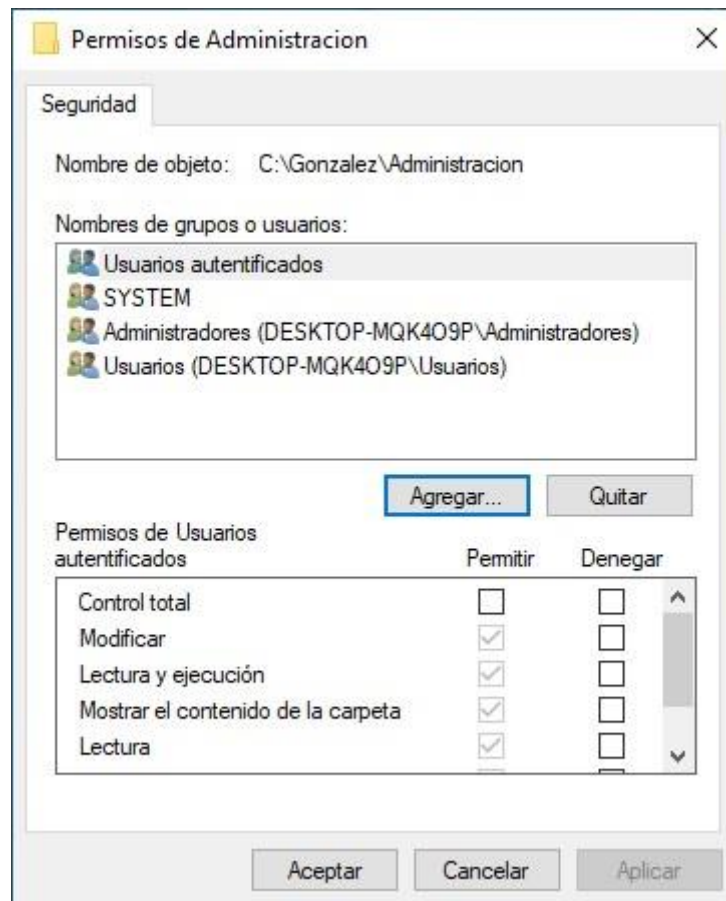 Permisos de Administracion
Seguridad
Nombre de objeto: C:\Gonzalez\Administracion
Nombres de grupos o usuarios:
Usuarios autentificados
SYSTEM
Administradores (DESKTOP-MQK4O9P\Administradores)
Usuarios (DESKTOP-MQK4O9P\Usuarios)
Agregar... Quitar
Permisos de Usuarios
autentificados Permitir Denegar
Control total
Modificar
Lectura y ejecución
Mostrar el contenido de la carpeta
Lectura
Aceptar Cancelar Aplicar